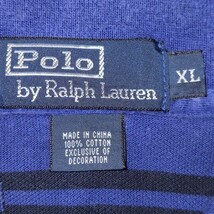 Polo
by Ralph Lauren
XL
MADE IN CHINA
100% COTTON
EXCLUSIVE OF
DECORATION